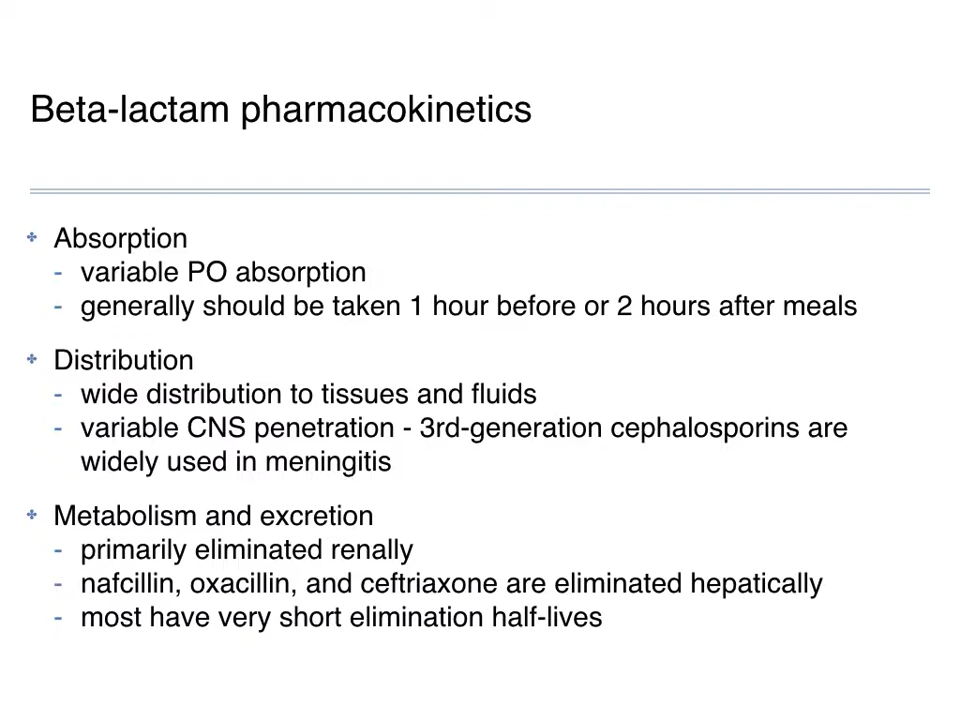 Beta-lactam pharmacokinetics
Absorption
- variable PO absorption
- generally should be taken 1 hour before or 2 hours after meals
Distribution
- wide distribution to tissues and fluids
- variable CNS penetration - 3rd-generation cephalosporins are
widely used in meningitis
Metabolism and excretion
- primarily eliminated renally
- nafcillin, oxacillin, and ceftriaxone are eliminated hepatically
- most have very short elimination half-lives